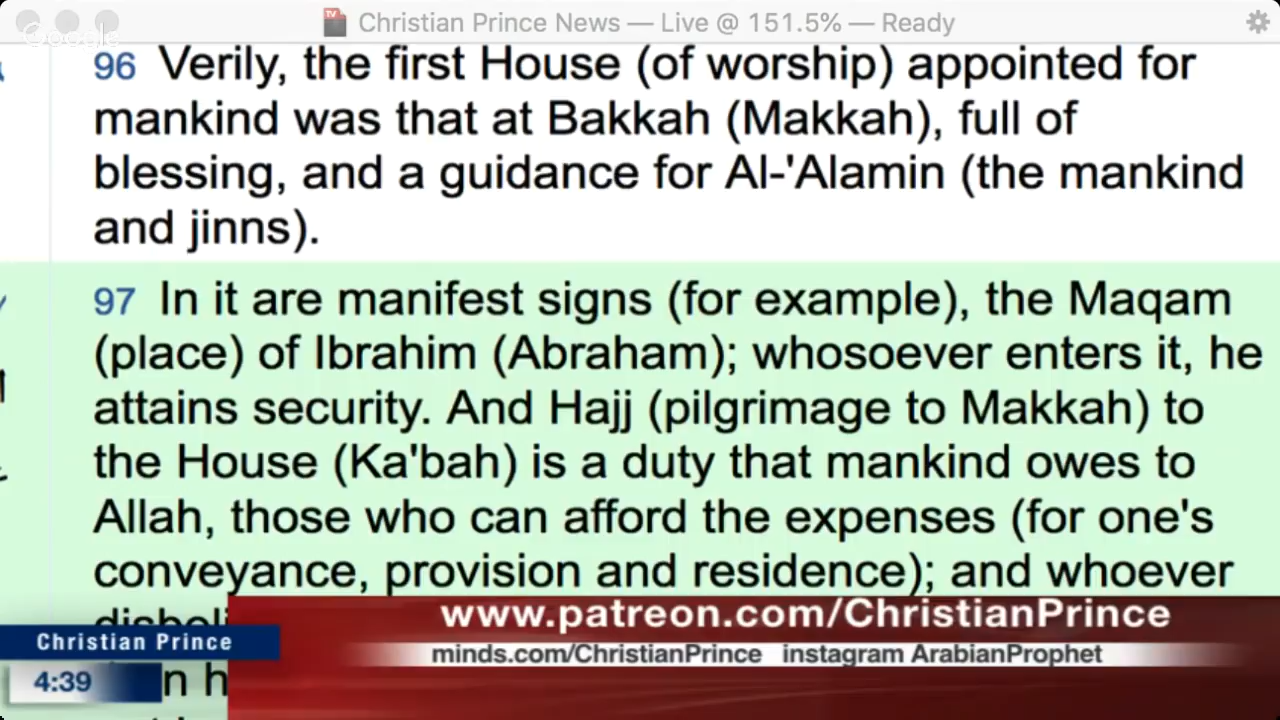 Christian Prince News — Live @ 151.5% — Ready
Google
96 Verily, the first House (of worship) appointed for
mankind was that at Bakkah (Makkah), full of
blessing, and a guidance for Al-'Alamin (the mankind
and jinns).
97 In it are manifest signs (for example), the Maqam
(place) of Ibrahim (Abraham); whosoever enters it, he
attains security. And Hajj (pilgrimage to Makkah) to
the House (Ka'bah) is a duty that mankind owes to
Allah, those who can afford the expenses (for one's
conveyance, provision and residence); and whoever
www.patreon.com/ChristianPrince
Christian Prince
minds.com/ChristianPrince instagram ArabianProphet
4:39